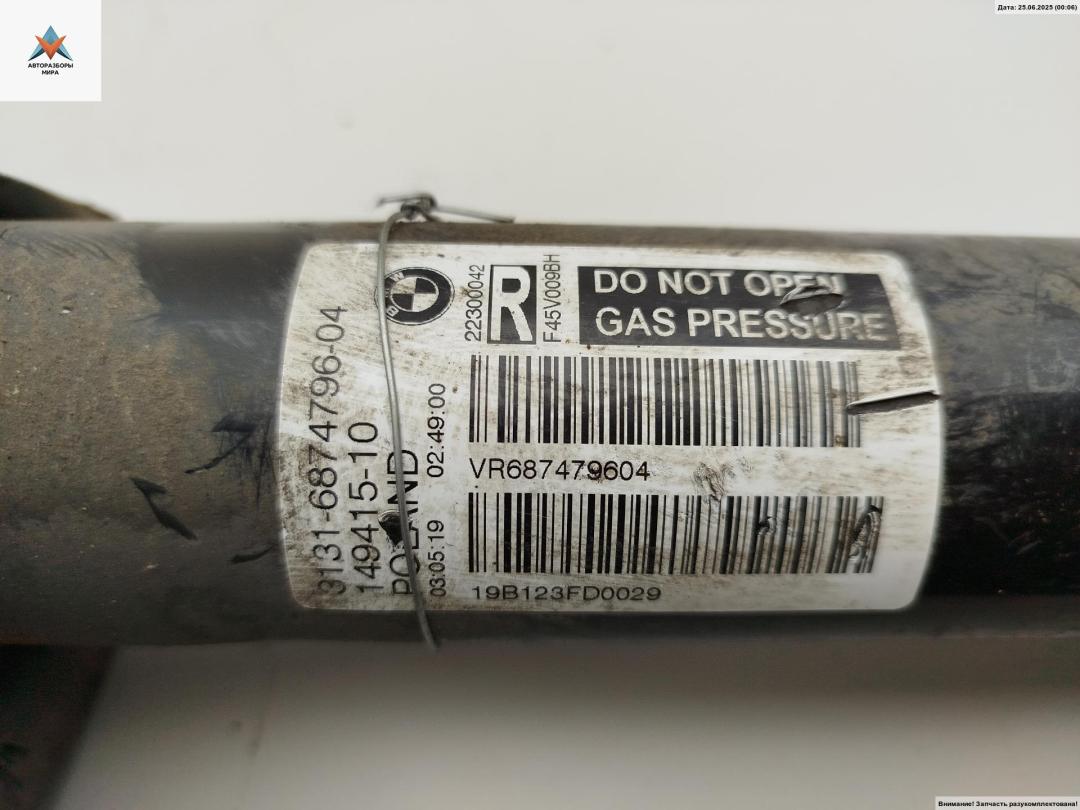 Дата: 25.06.2025 (00:06)
АВТОРАЗБОРЫ
МИРА
BMW
22300042
R
F45V009BH
DO NOT OPEN
GAS PRESSURE
3131-6874796-04
149415-10
POLAND
03:05:19 02:49:00
VR687479604
19B123FD0029
Внимание! Запчасть разукомплектована!